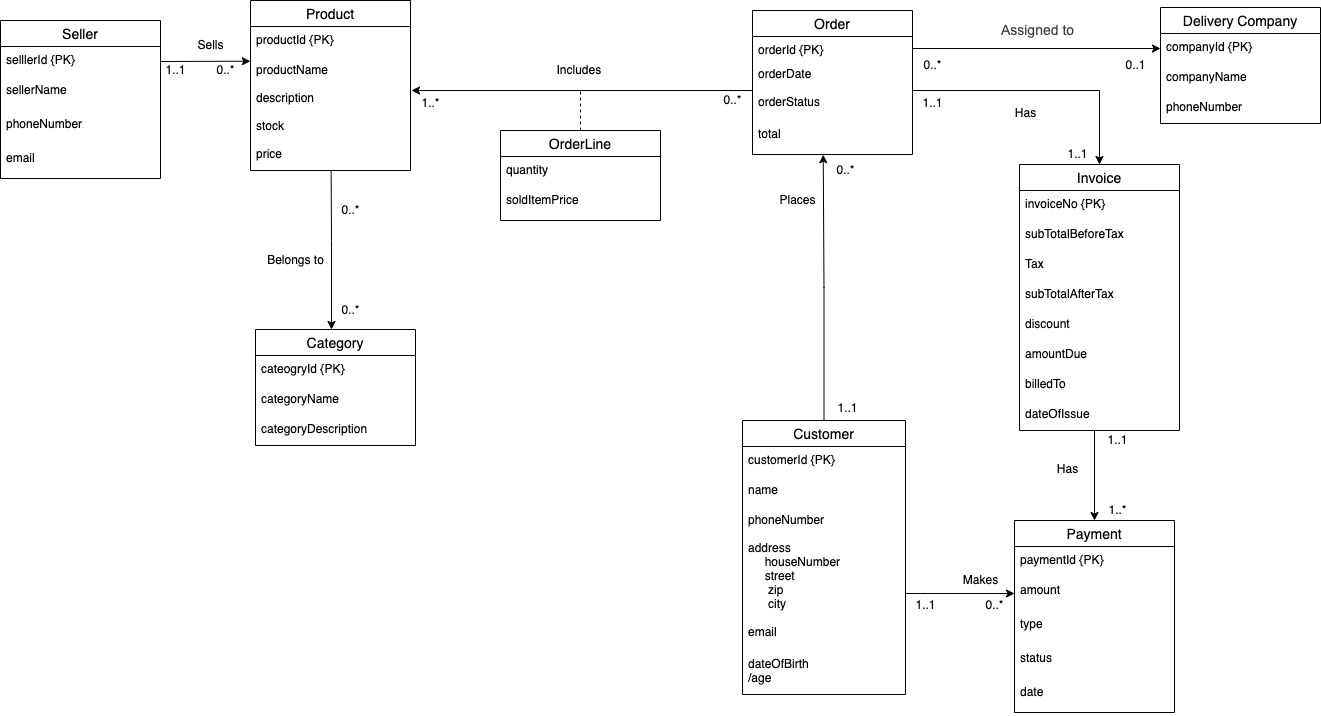 Seller
selllerId {PK}
sellerName
phoneNumber
email
Sells
1..1
0..*
Product
productId {PK}
productName
description
stock
price
Includes
1..*
0..*
OrderLine
quantity
soldItemPrice
Order
orderId {PK}
orderDate
orderStatus
total
Assigned to
0..*
0..1
Delivery Company
companyId {PK}
companyName
phoneNumber
1..1
Has
1..1
Invoice
invoiceNo {PK}
subTotalBeforeTax
Tax
subTotalAfterTax
discount
amountDue
billedTo
dateOfIssue
0..*
Belongs to
0..*
Category
cateogryId {PK}
categoryName
categoryDescription
0..*
Places
1..1
Customer
customerId {PK}
name
phoneNumber
address
houseNumber
street
zip
city
email
dateOfBirth
/age
Makes
1..1
0..*
1..1
Has
1..*
Payment
paymentId {PK}
amount
type
status
date